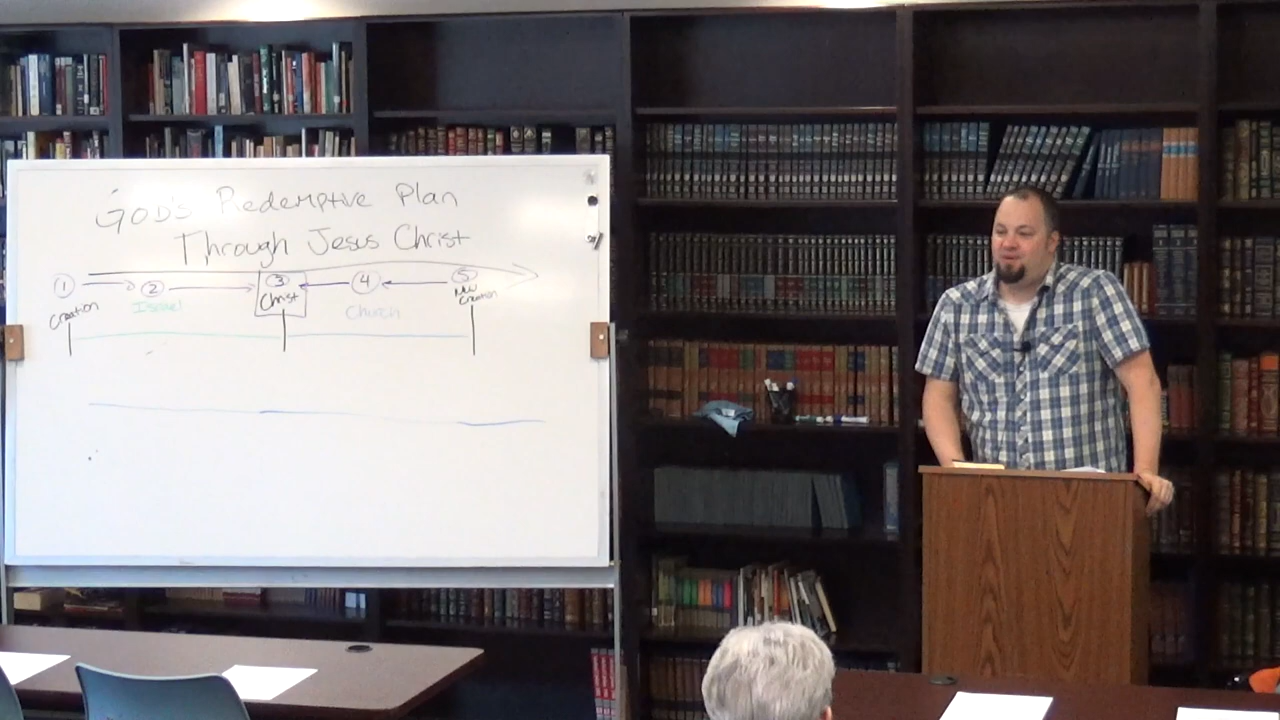 GOD'S Redemptive Plan
Through Jesus Christ
1 2 3 4 5
Creation Israel Christ Church New Creation